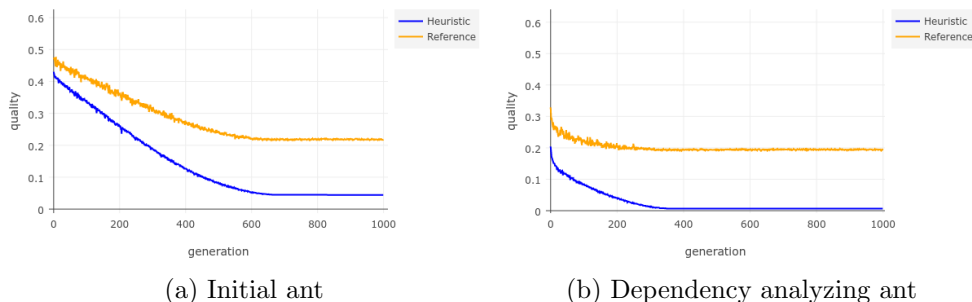 0.6
0.5
0.4
0.3
0.2
0.1
0
quality
0
200
400
600
800
1000
generation
Heuristic
Reference
(a) Initial ant
0.6
0.5
0.4
0.3
0.2
0.1
0
quality
0
200
400
600
800
1000
generation
Heuristic
Reference
(b) Dependency analyzing ant